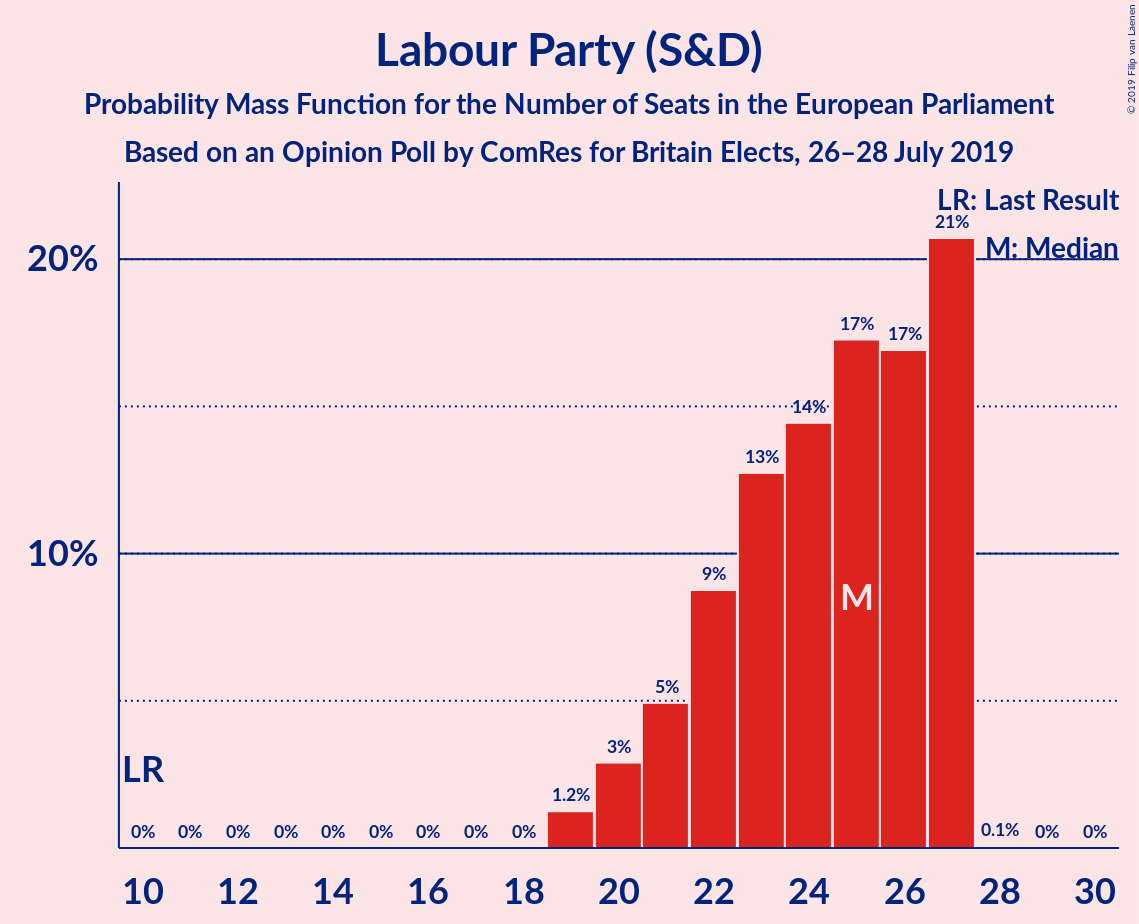 Labour Party (S&D)
Probability Mass Function for the Number of Seats in the European Parliament
Based on an Opinion Poll by ComRes for Britain Elects, 26–28 July 2019
© 2019 Filip van Laenen
LR: Last Result
M: Median
20%
10%
LR
M
0% 0% 0% 0% 0% 0% 0% 0% 0% 1.2% 3% 5% 9% 13% 14% 17% 17% 21% 0.1% 0% 0%
10 12 14 16 18 20 22 24 26 28 30